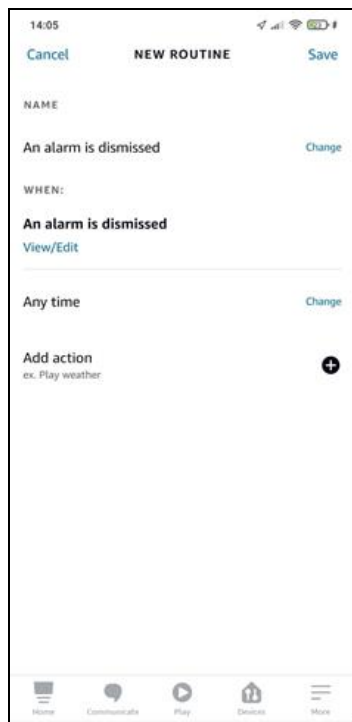 14:05
Cancel NEW ROUTINE Save
NAME
An alarm is dismissed Change
WHEN:
An alarm is dismissed
View/Edit
Any time Change
Add action
ex. Play weather
Home Communicate Play Devices More